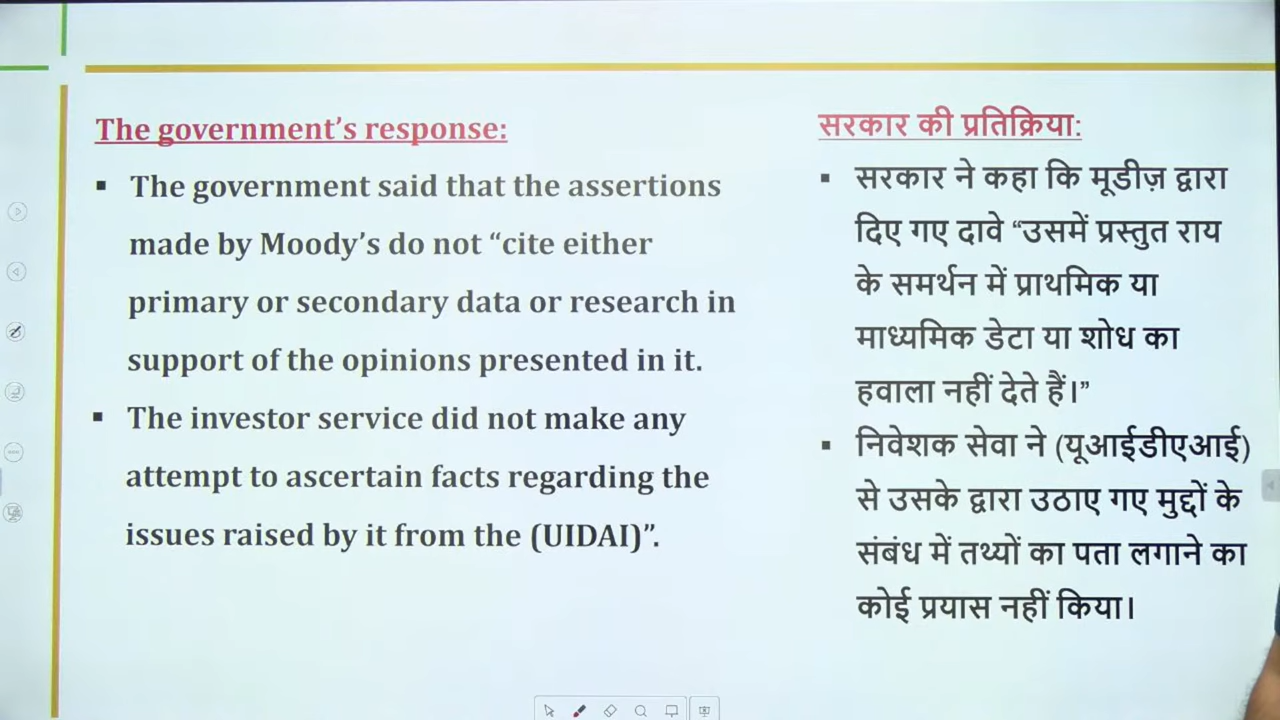 The government’s response:
▪ The government said that the assertions
made by Moody’s do not “cite either
primary or secondary data or research in
support of the opinions presented in it.
▪ The investor service did not make any
attempt to ascertain facts regarding the
issues raised by it from the (UIDAI)”.
सरकार की प्रतिक्रिया:
▪ सरकार ने कहा कि मूडीज़ द्वारा
दिए गए दावे “उसमें प्रस्तुत राय
के समर्थन में प्राथमिक या
माध्यमिक डेटा या शोध का
हवाला नहीं देते हैं।”
▪ निवेशक सेवा ने (यूआईडीएआई)
से उसके द्वारा उठाए गए मुद्दों के
संबंध में तथ्यों का पता लगाने का
कोई प्रयास नहीं किया।